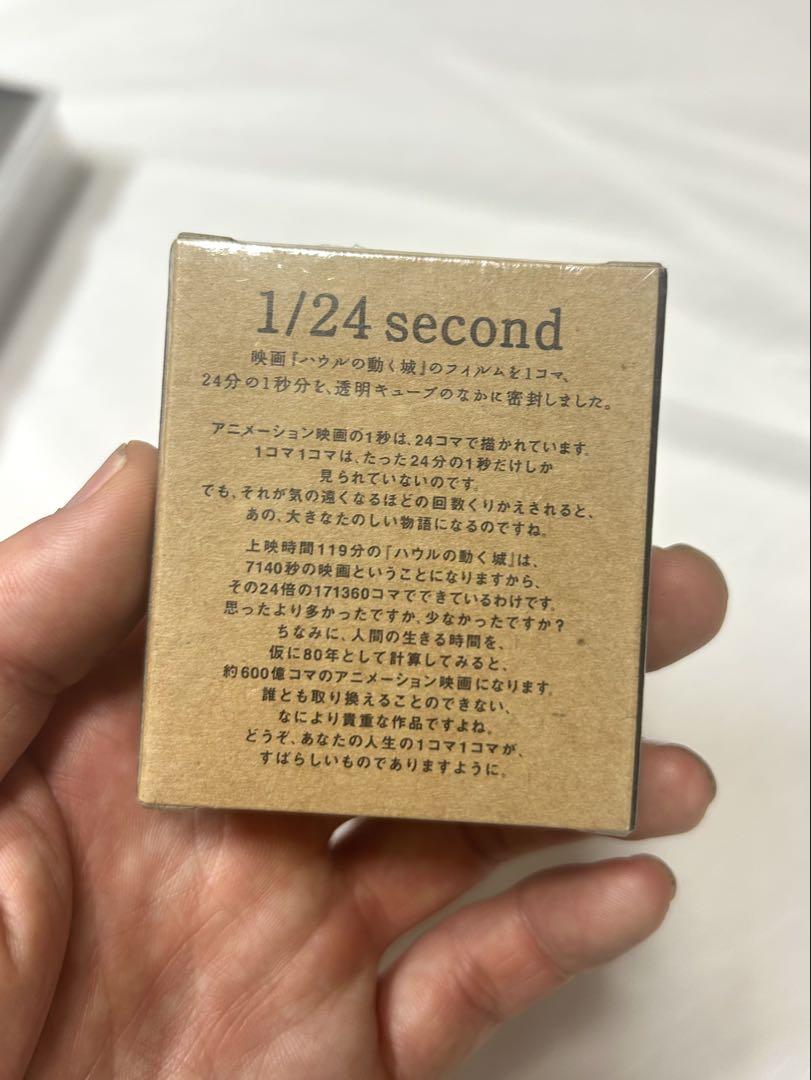 1/24 second
映画『ハウルの動く城』のフィルムを1コマ、
24分の1秒分を、透明キューブのなかに密封しました。
アニメーション映画の1秒は、24コマで描かれています。
1コマ1コマは、たった24分の1秒だけしか
見られていないのです。
でも、それが気の遠くなるほどの回数くりかえされると、
あの、大きなたのしい物語になるのですね。
上映時間119分の『ハウルの動く城』は、
7140秒の映画ということになりますから、
その24倍の171360コマでできているわけです。
思ったより多かったですか、少なかったですか？
ちなみに、人間の生きる時間を、
仮に80年として計算してみると、
約600億コマのアニメーション映画になります。
誰とも取り換えることのできない、
なにより貴重な作品ですよね。
どうぞ、あなたの人生の1コマ1コマが、
すばらしいものでありますように。